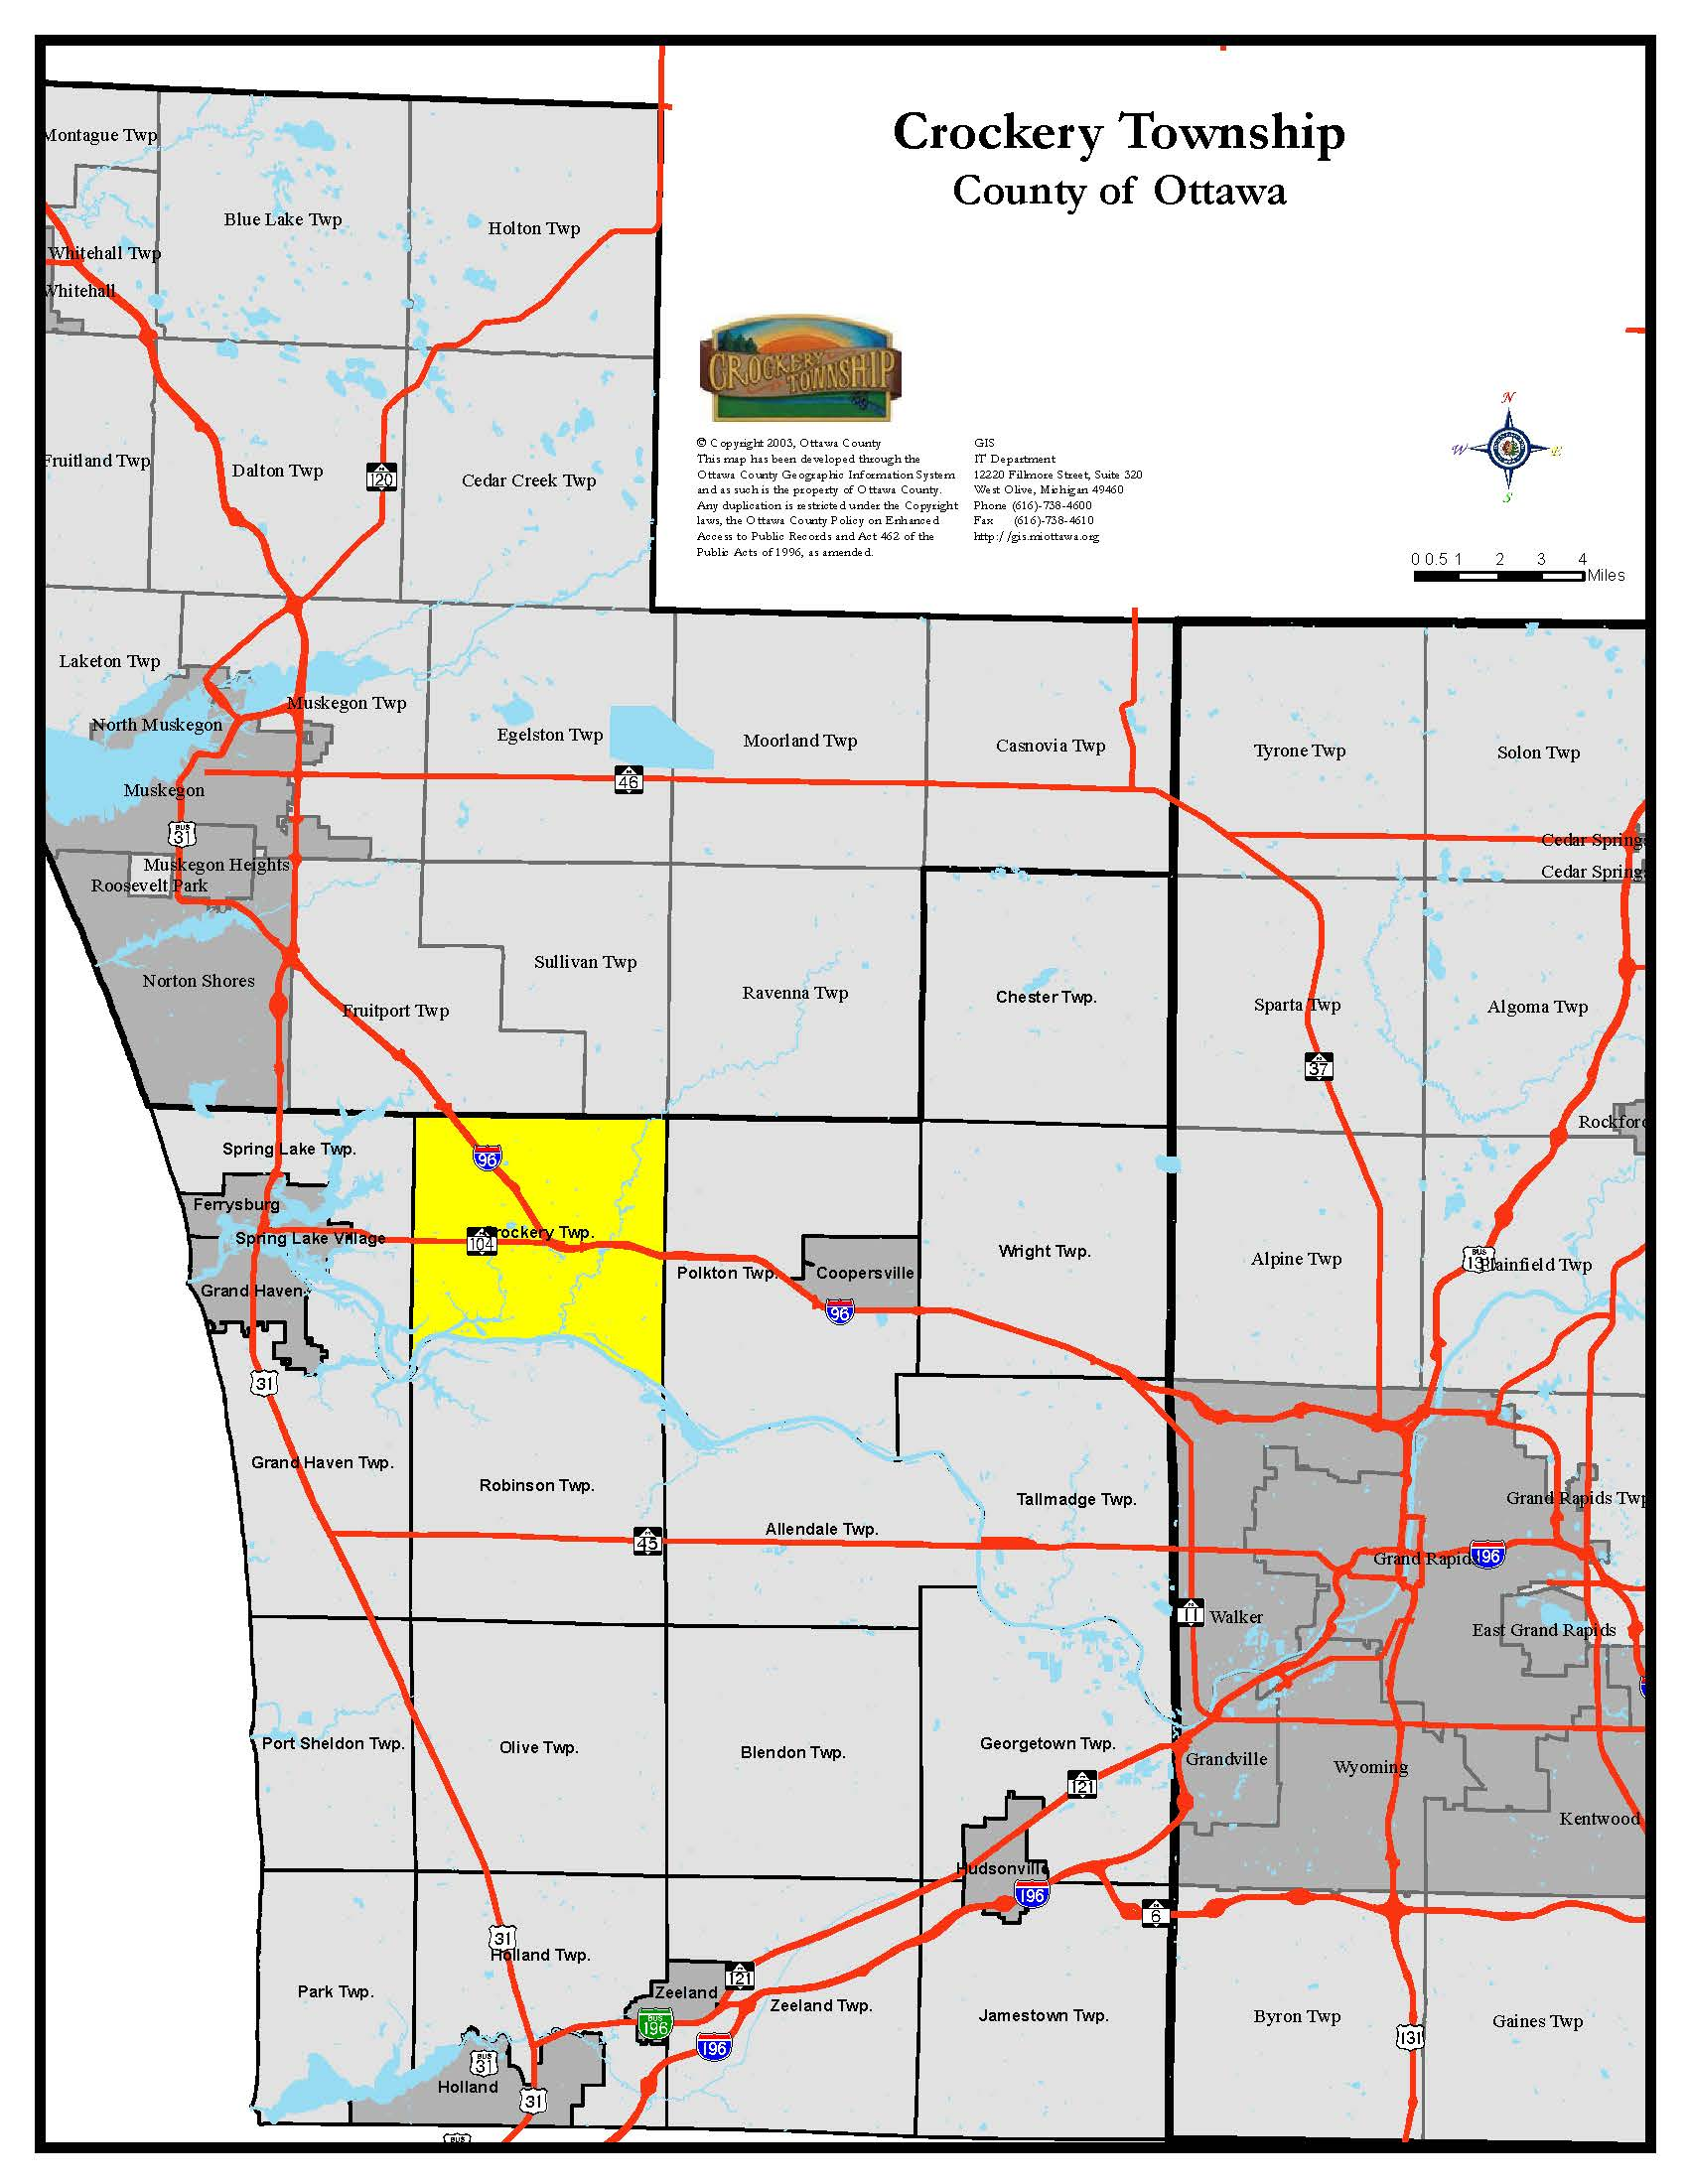 Crockery Township
County of Ottawa
CROCKERY
TOWNSHIP
© Copyright 2003, Ottawa County
This map has been developed through the
Ottawa County Geographic Information System
and as such is the property of Ottawa County.
Any duplication is restricted under the Copyright
laws, the Ottawa County Policy on Enhanced
Access to Public Records and Act 462 of the
Public Acts of 1996, as amended.
GIS
IT Department
12220 Fillmore Street, Suite 320
West Olive, Michigan 49460
Phone (616)-738-4600
Fax (616)-738-4610
http://gis.miottawa.org
N
W E
S
0 0.5 1 2 3 4
Miles
Montague Twp
Blue Lake Twp
Holton Twp
Whitehall Twp
Whitehall
Fruitland Twp
Dalton Twp
120
Cedar Creek Twp
Laketon Twp
Muskegon Twp
North Muskegon
Egelston Twp
Moorland Twp
Casnovia Twp
Tyrone Twp
Solon Twp
46
Muskegon
BUS
31
Muskegon Heights
Roosevelt Park
Cedar Springs
Cedar Springs
Norton Shores
Fruitport Twp
Sullivan Twp
Ravenna Twp
Chester Twp.
Sparta Twp
Algoma Twp
37
Rockford
Spring Lake Twp.
96
Ferrysburg
Spring Lake Village
104
Crockery Twp.
Polkton Twp.
Coopersville
96
Wright Twp.
Alpine Twp
BUS
131
Plainfield Twp
Grand Haven
31
Grand Haven Twp.
Robinson Twp.
45
Allendale Twp.
Tallmadge Twp.
Grand Rapids Twp
Grand Rapids
196
11
Walker
East Grand Rapids
Port Sheldon Twp.
Olive Twp.
Blendon Twp.
Georgetown Twp.
121
Grandville
Wyoming
Kentwood
Hudsonville
196
6
31
Holland Twp.
Park Twp.
121
Zeeland
BUS
196
196
Zeeland Twp.
Jamestown Twp.
Byron Twp
131
Gaines Twp
BUS
31
Holland
31
BUS